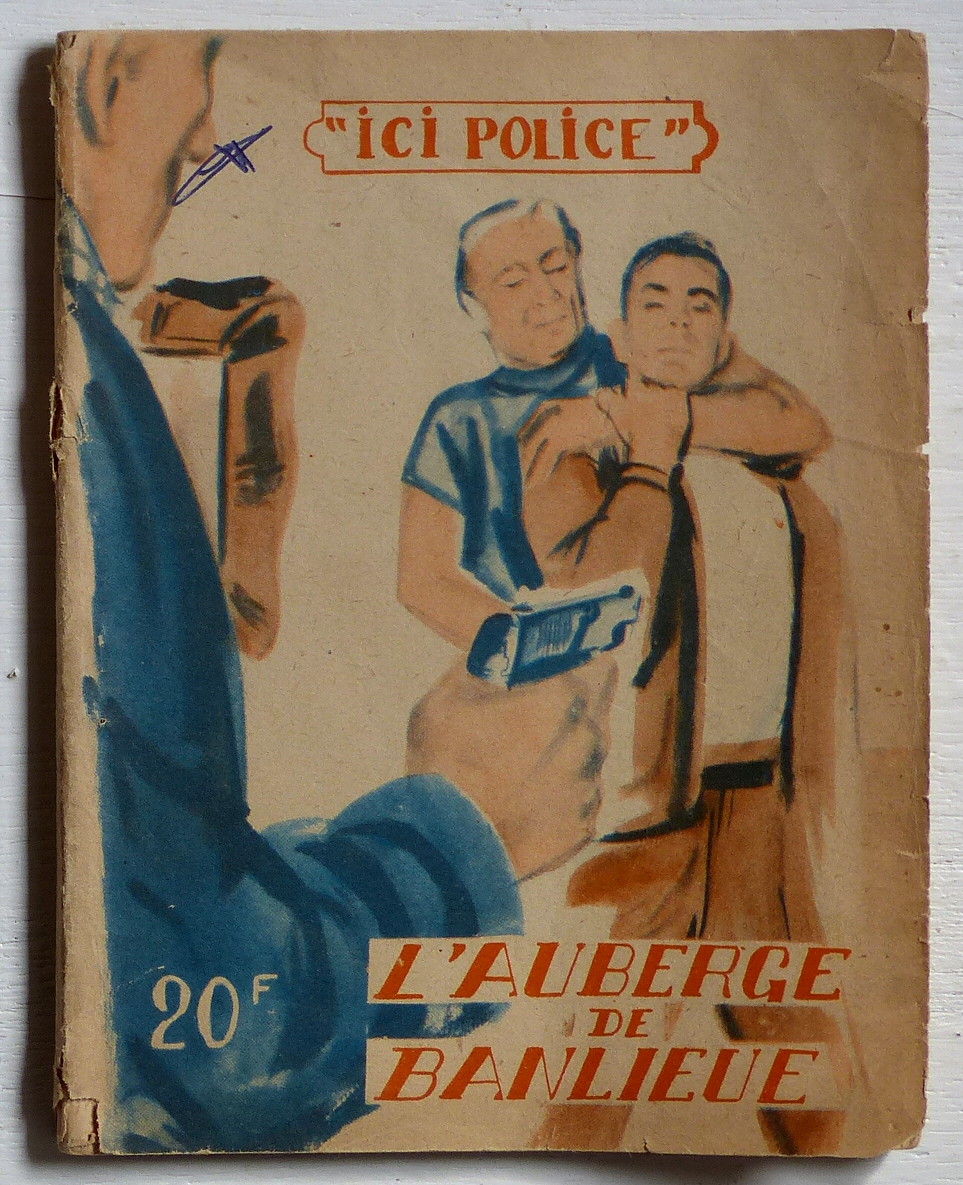 "iCi POLiCE"
20F
L'AUBERGE
DE
BANLIEUE